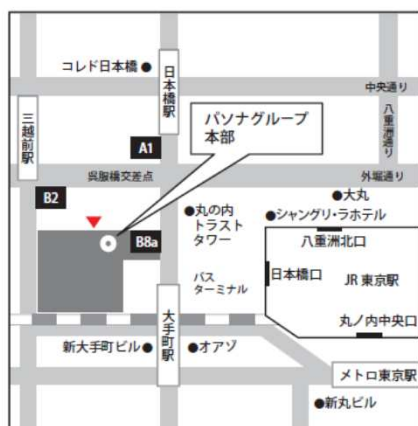 コレド日本橋
日本橋駅
中央通り
パソナグループ
本部
八重洲通り
三越前駅
A1
呉服橋交差点
外堀通り
B2
大丸
丸の内
トラスト
タワー
シャングリ・ラホテル
八重洲北口
B8a
バス
ターミナル
日本橋口
JR 東京駅
大手町駅
丸ノ内中央口
新大手町ビル
オアゾ
メトロ東京駅
新丸ビル